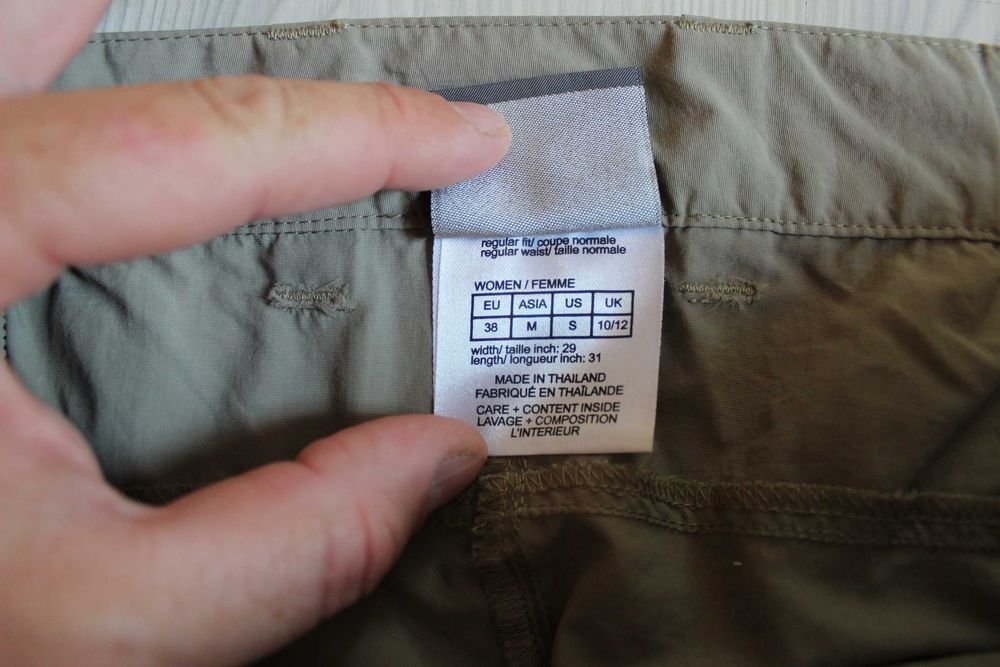 regular fit/ coupe normale
regular waist/ taille normale
WOMEN / FEMME
EU ASIA US UK
38 M S 10/12
width/ taille inch: 29
length/ longueur inch: 31
MADE IN THAILAND
FABRIQUÉ EN THAÏLANDE
CARE + CONTENT INSIDE
LAVAGE + COMPOSITION
L'INTERIEUR